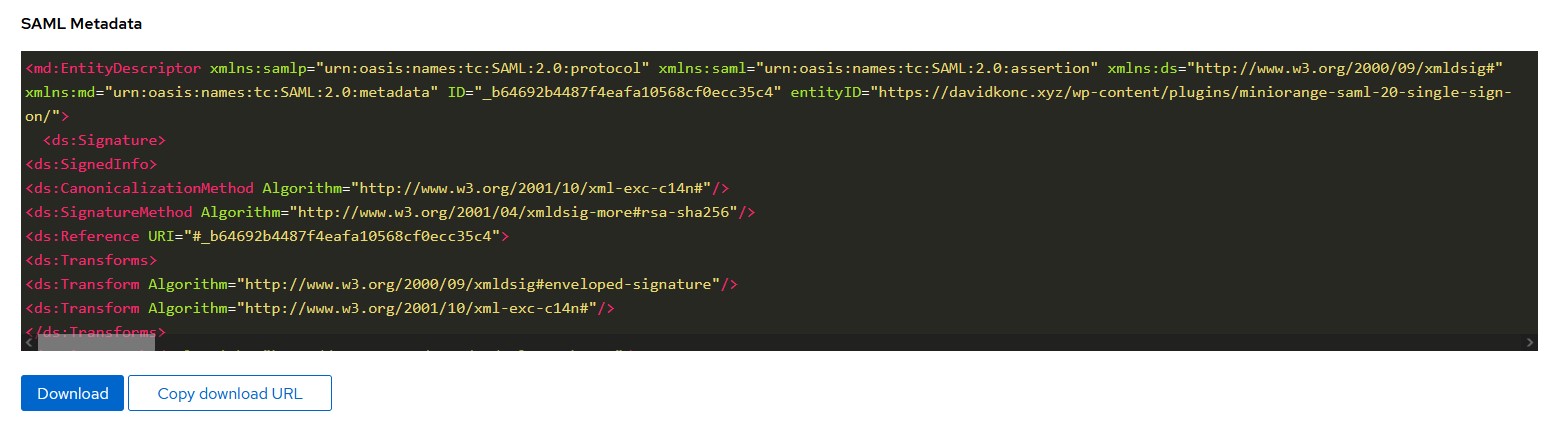 SAML Metadata
<md:EntityDescriptor xmlns:samlp="urn:oasis:names:tc:SAML:2.0:protocol" xmlns:saml="urn:oasis:names:tc:SAML:2.0:assertion" xmlns:ds="http://www.w3.org/2000/09/xmldsig#"
xmlns:md="urn:oasis:names:tc:SAML:2.0:metadata" ID="_b64692b4487f4eafa10568cf0ecc35c4" entityID="https://davidkonc.xyz/wp-content/plugins/miniorange-saml-20-single-sign-
on/">
<ds:Signature>
<ds:SignedInfo>
<ds:CanonicalizationMethod Algorithm="http://www.w3.org/2001/10/xml-exc-c14n#"/>
<ds:SignatureMethod Algorithm="http://www.w3.org/2001/04/xmldsig-more#rsa-sha256"/>
<ds:Reference URI="#_b64692b4487f4eafa10568cf0ecc35c4">
<ds:Transforms>
<ds:Transform Algorithm="http://www.w3.org/2000/09/xmldsig#enveloped-signature"/>
<ds:Transform Algorithm="http://www.w3.org/2001/10/xml-exc-c14n#"/>
</ds:Transforms>
Download Copy download URL